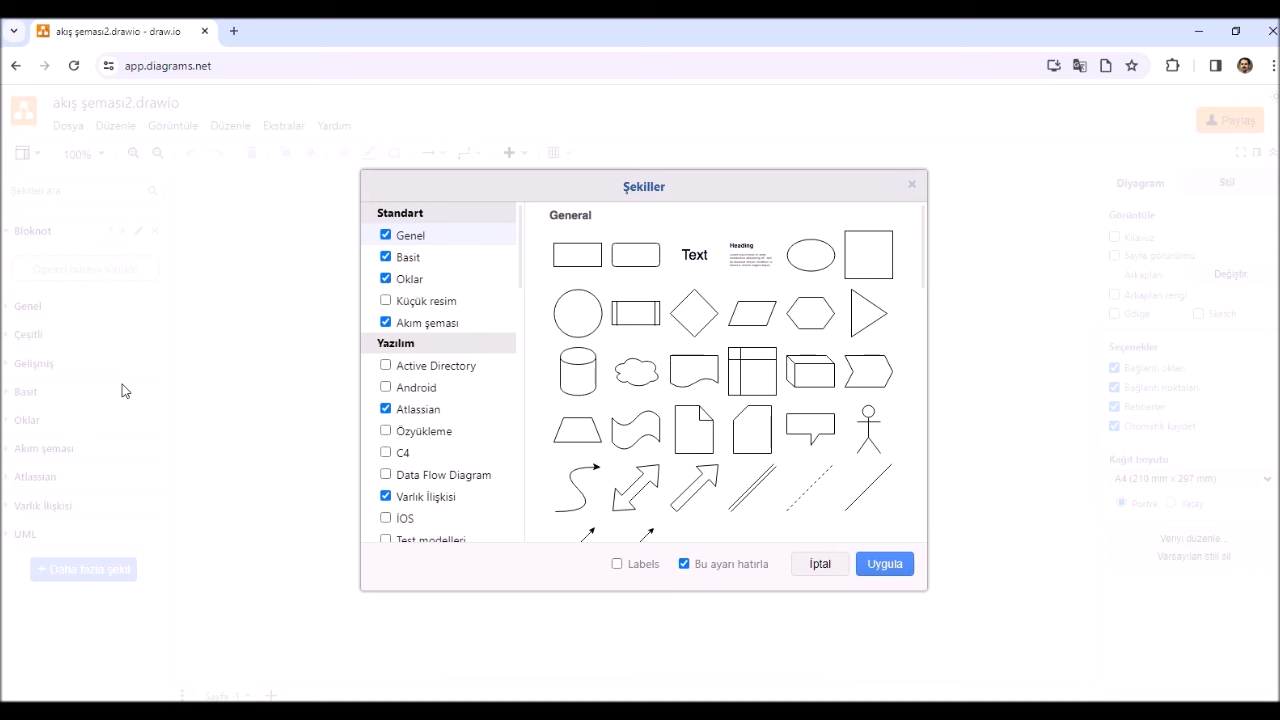 akış şeması2.drawio - draw.io
app.diagrams.net
akış şeması2.drawio
Dosya Düzenle Görüntüle Düzenle Ekstralar Yardım
Paylaş
100%
Şekilleri ara
Bloknot
Genel
Çeşitli
Gelişmiş
Basit
Oklar
Akım şeması
Atlassian
Varlık İlişkisi
UML
+ Daha fazla şekil
Şekiller
Standart
Genel
Basit
Oklar
Küçük resim
Akım şeması
Yazılım
Active Directory
Android
Atlassian
Özyükleme
C4
Data Flow Diagram
Varlık İlişkisi
İOS
Test modelleri
General
Text
Heading
Labels
Bu ayarı hatırla
İptal
Uygula
Diyagram
Stil
Görüntüle
Kılavuz
Sayfa görünümü
Arkaplan
Değiştir...
Arkaplan rengi
Gölge
Sketch
Seçenekler
Bağlantı okları
Bağlantı noktaları
Rehberler
Otomatik kaydet
Kağıt boyutu
A4 (210 mm x 297 mm)
Portre
Yatay
Veriyi düzenle...
Varsayılan stili sil
Sayfa -1